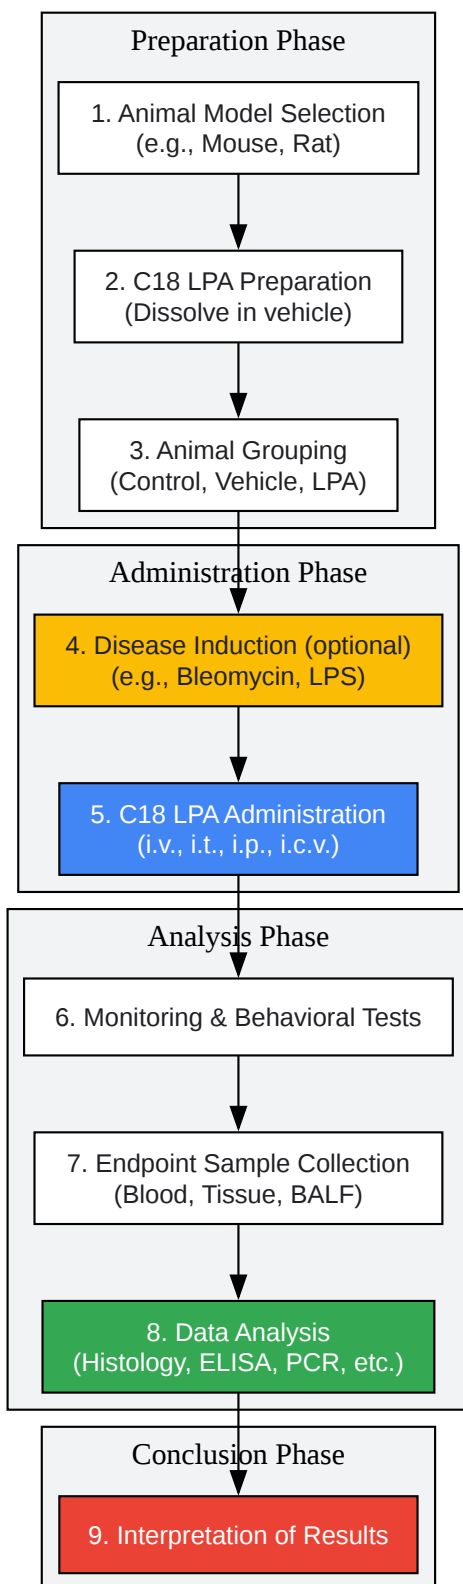 Preparation Phase
1. Animal Model Selection
(e.g., Mouse, Rat)
2. C18 LPA Preparation
(Dissolve in vehicle)
3. Animal Grouping
(Control, Vehicle, LPA)
Administration Phase
4. Disease Induction (optional)
(e.g., Bleomycin, LPS)
5. C18 LPA Administration
(i.v., i.t., i.p., i.c.v.)
Analysis Phase
6. Monitoring & Behavioral Tests
7. Endpoint Sample Collection
(Blood, Tissue, BALF)
8. Data Analysis
(Histology, ELISA, PCR, etc.)
Conclusion Phase
9. Interpretation of Results